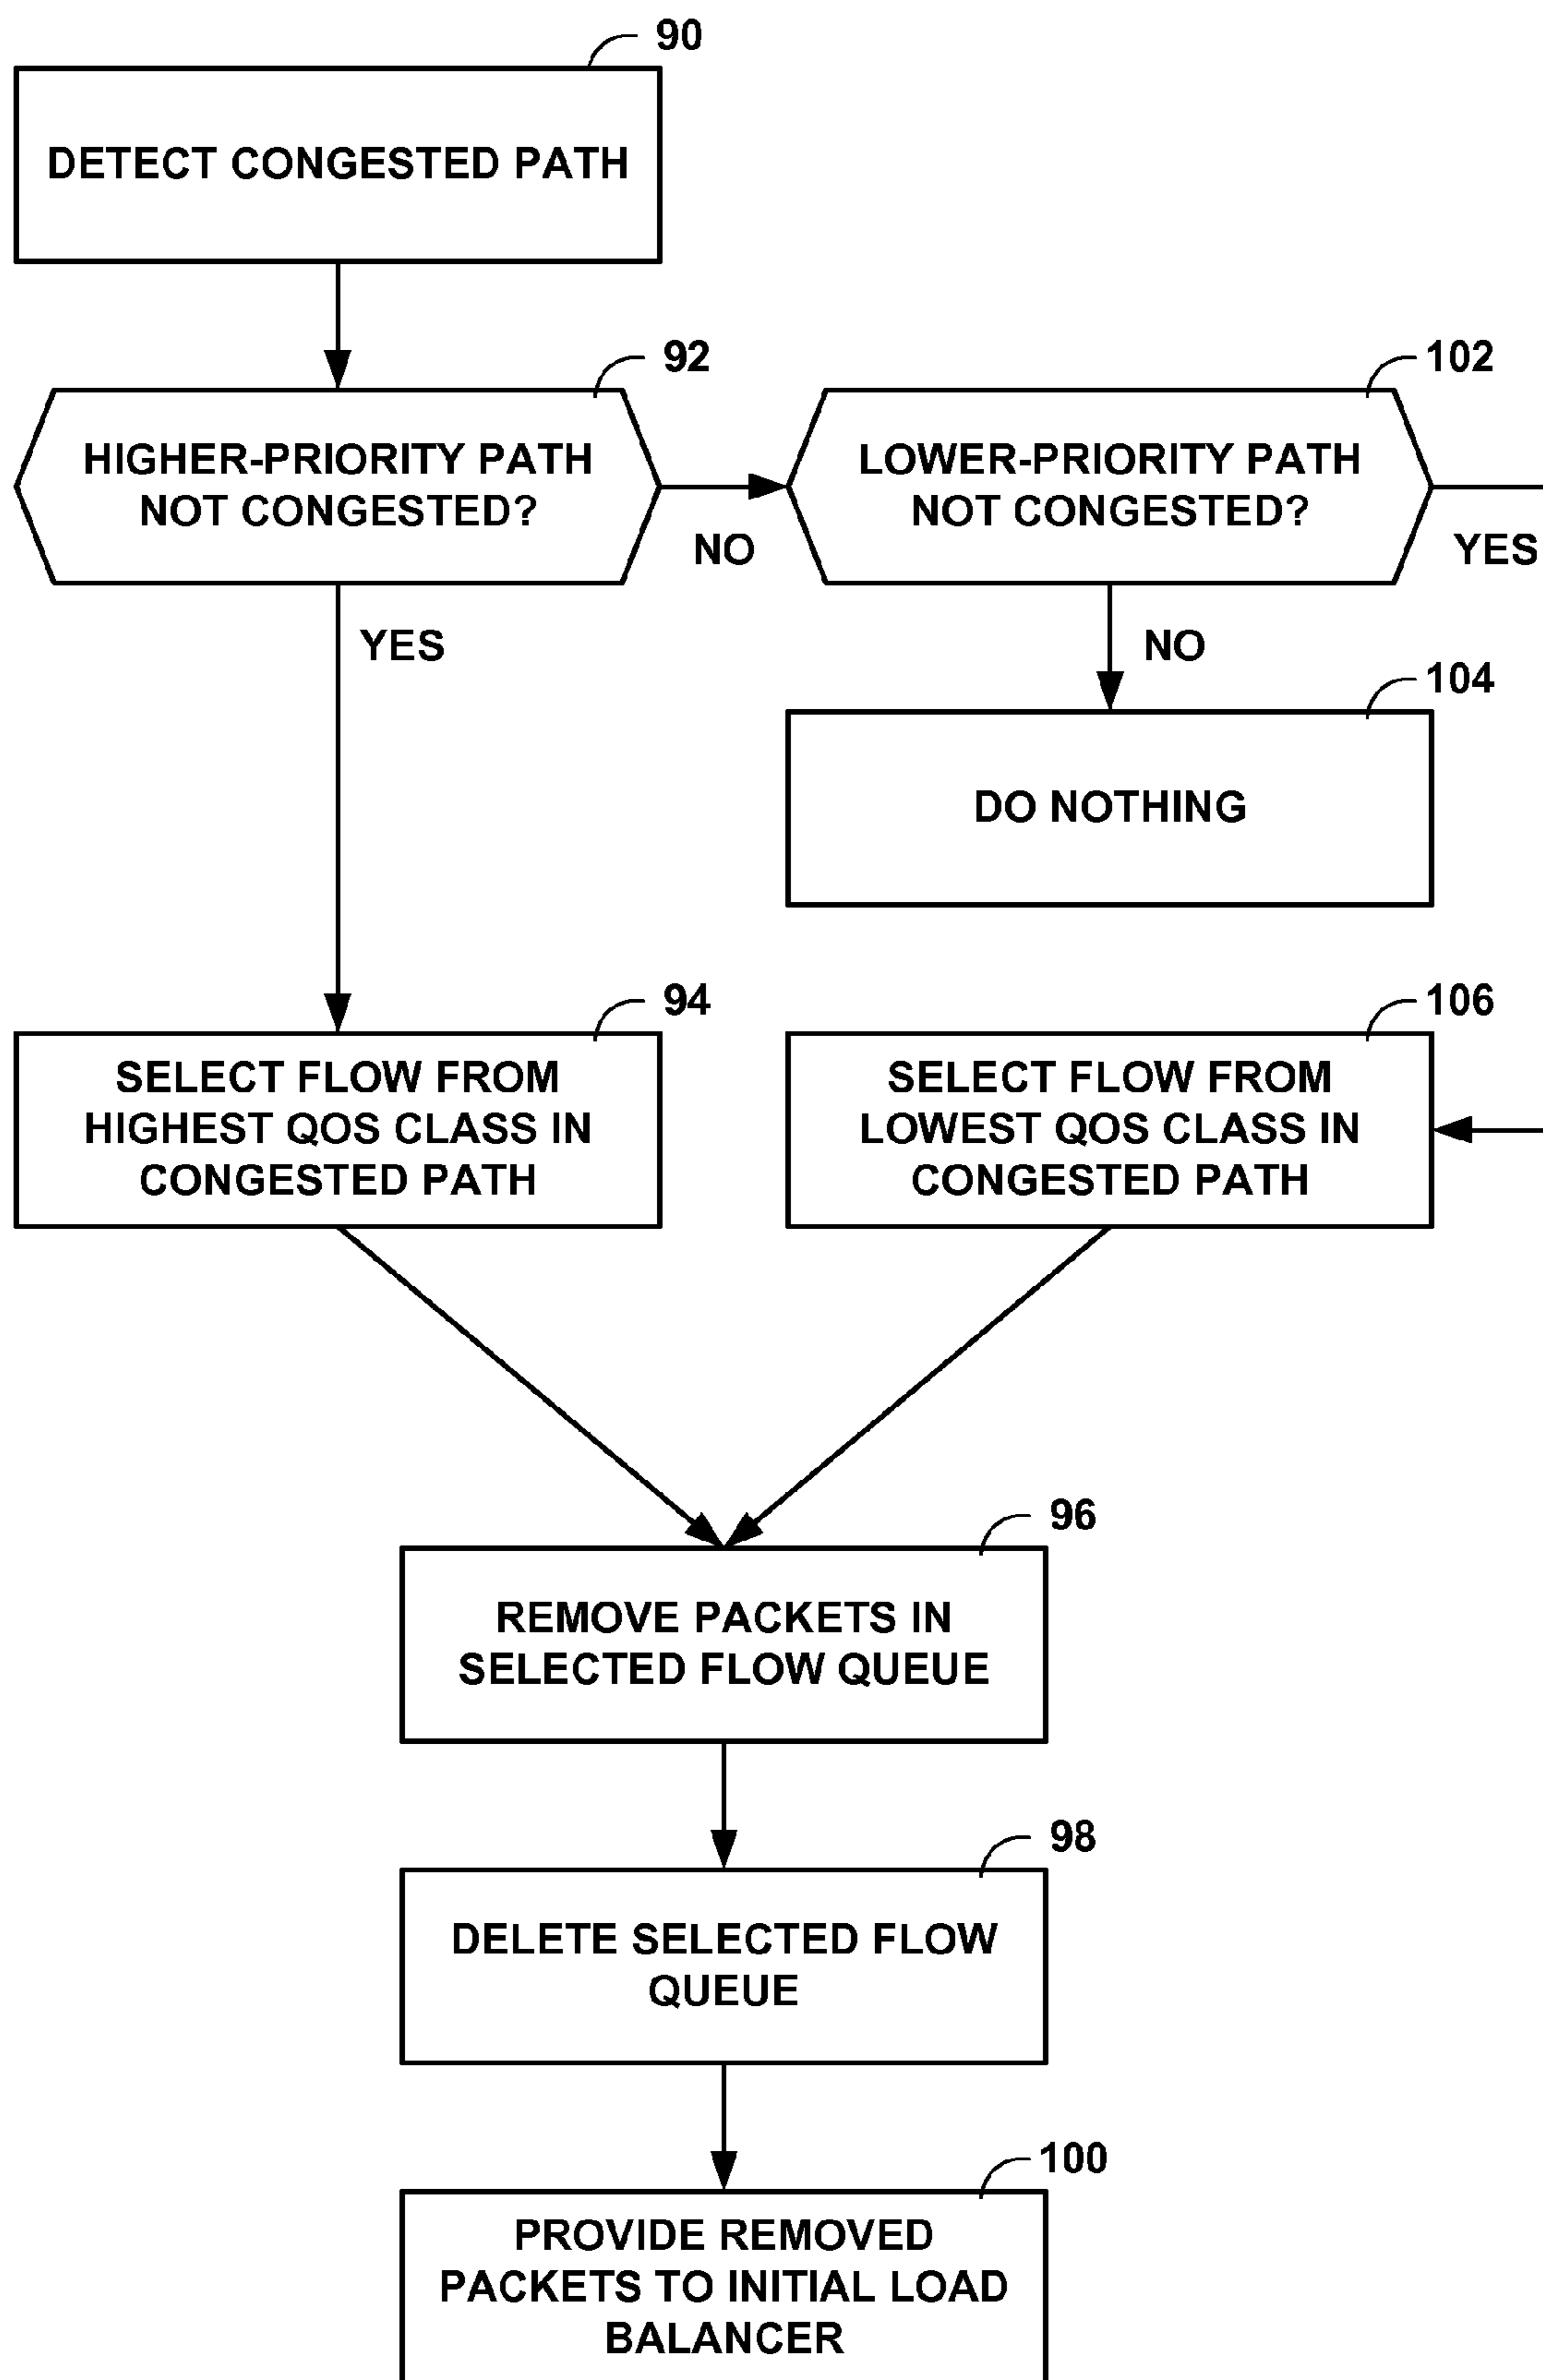 90
DETECT CONGESTED PATH
92
HIGHER-PRIORITY PATH
NOT CONGESTED?
NO
YES
102
LOWER-PRIORITY PATH
NOT CONGESTED?
YES
NO
104
DO NOTHING
94
SELECT FLOW FROM
HIGHEST QOS CLASS IN
CONGESTED PATH
106
SELECT FLOW FROM
LOWEST QOS CLASS IN
CONGESTED PATH
96
REMOVE PACKETS IN
SELECTED FLOW QUEUE
98
DELETE SELECTED FLOW
QUEUE
100
PROVIDE REMOVED
PACKETS TO INITIAL LOAD
BALANCER